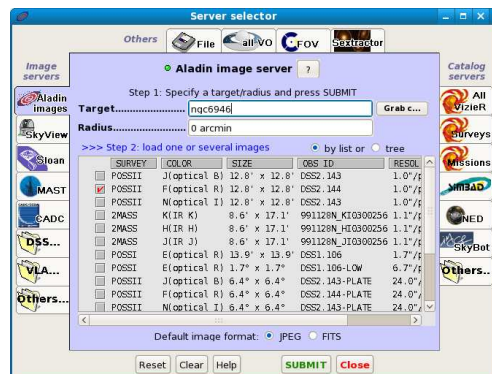 Server selector
Others
File
all-VO
FOV
Sextractor
Image servers
Aladin images
SkyView
Sloan
MAST
CADC
DSS...
VLA...
Others...
Aladin image server ?
Step 1: Specify a target/radius and press SUBMIT
Target........................ ngc6946 Grab c...
Radius........................ 0 arcmin
>>> Step 2: load one or several images by list or tree
SURVEY COLOR SIZE OBS ID RESOL
POSSII J(optical B) 12.8' x 12.8' DSS2.143 1.0"/p
POSSII F(optical R) 12.8' x 12.8' DSS2.144 1.0"/p
POSSII N(optical I) 12.8' x 12.8' DSS2.143 1.0"/p
2MASS K(IR K) 8.6' x 17.1' 991128N_KI0300256 1.1"/p
2MASS H(IR H) 8.6' x 17.1' 991128N_HI0300256 1.1"/p
2MASS J(IR J) 8.6' x 17.1' 991128N_JI0300256 1.1"/p
POSSI E(optical R) 13.9' x 13.9' DSS1.106 1.7"/p
POSSI E(optical R) 1.7° x 1.7° DSS1.106-LOW 6.7"/p
POSSII J(optical B) 6.4° x 6.4° DSS2.143-PLATE 24.0"/
POSSII F(optical R) 6.4° x 6.4° DSS2.144-PLATE 24.0"/
POSSII N(optical I) 6.4° x 6.4° DSS2.143-PLATE 24.0"/
Default image format: JPEG FITS
Reset Clear Help SUBMIT Close
Catalog servers
All VizieR
Surveys
Missions
SIMBAD
NED
SkyBot
Others..